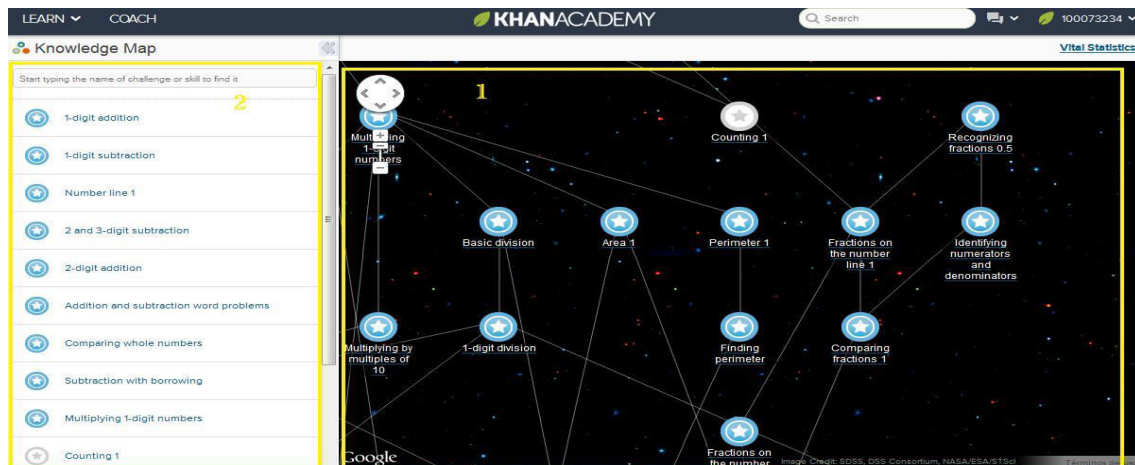 LEARN COACH KHANACADEMY Search 100073234
Knowledge Map
Vital Statistics
Start typing the name of challenge or skill to find it
2
1-digit addition
1-digit subtraction
Number line 1
2 and 3-digit subtraction
2-digit addition
Addition and subtraction word problems
Comparing whole numbers
Subtraction with borrowing
Multiplying 1-digit numbers
Counting 1
1
1-digit
numbers
Counting 1
Recognizing
fractions 0.5
Basic division
Area 1
Perimeter 1
Fractions on
the number
line 1
Identifying
numerators
and
denominators
Multiplying by
multiples of
10
1-digit division
Finding
perimeter
Comparing
fractions 1
Fractions on
the number
Google
Image Credit: SDSS, DSS Consortium, NASA/ESA/STScI
Términos de